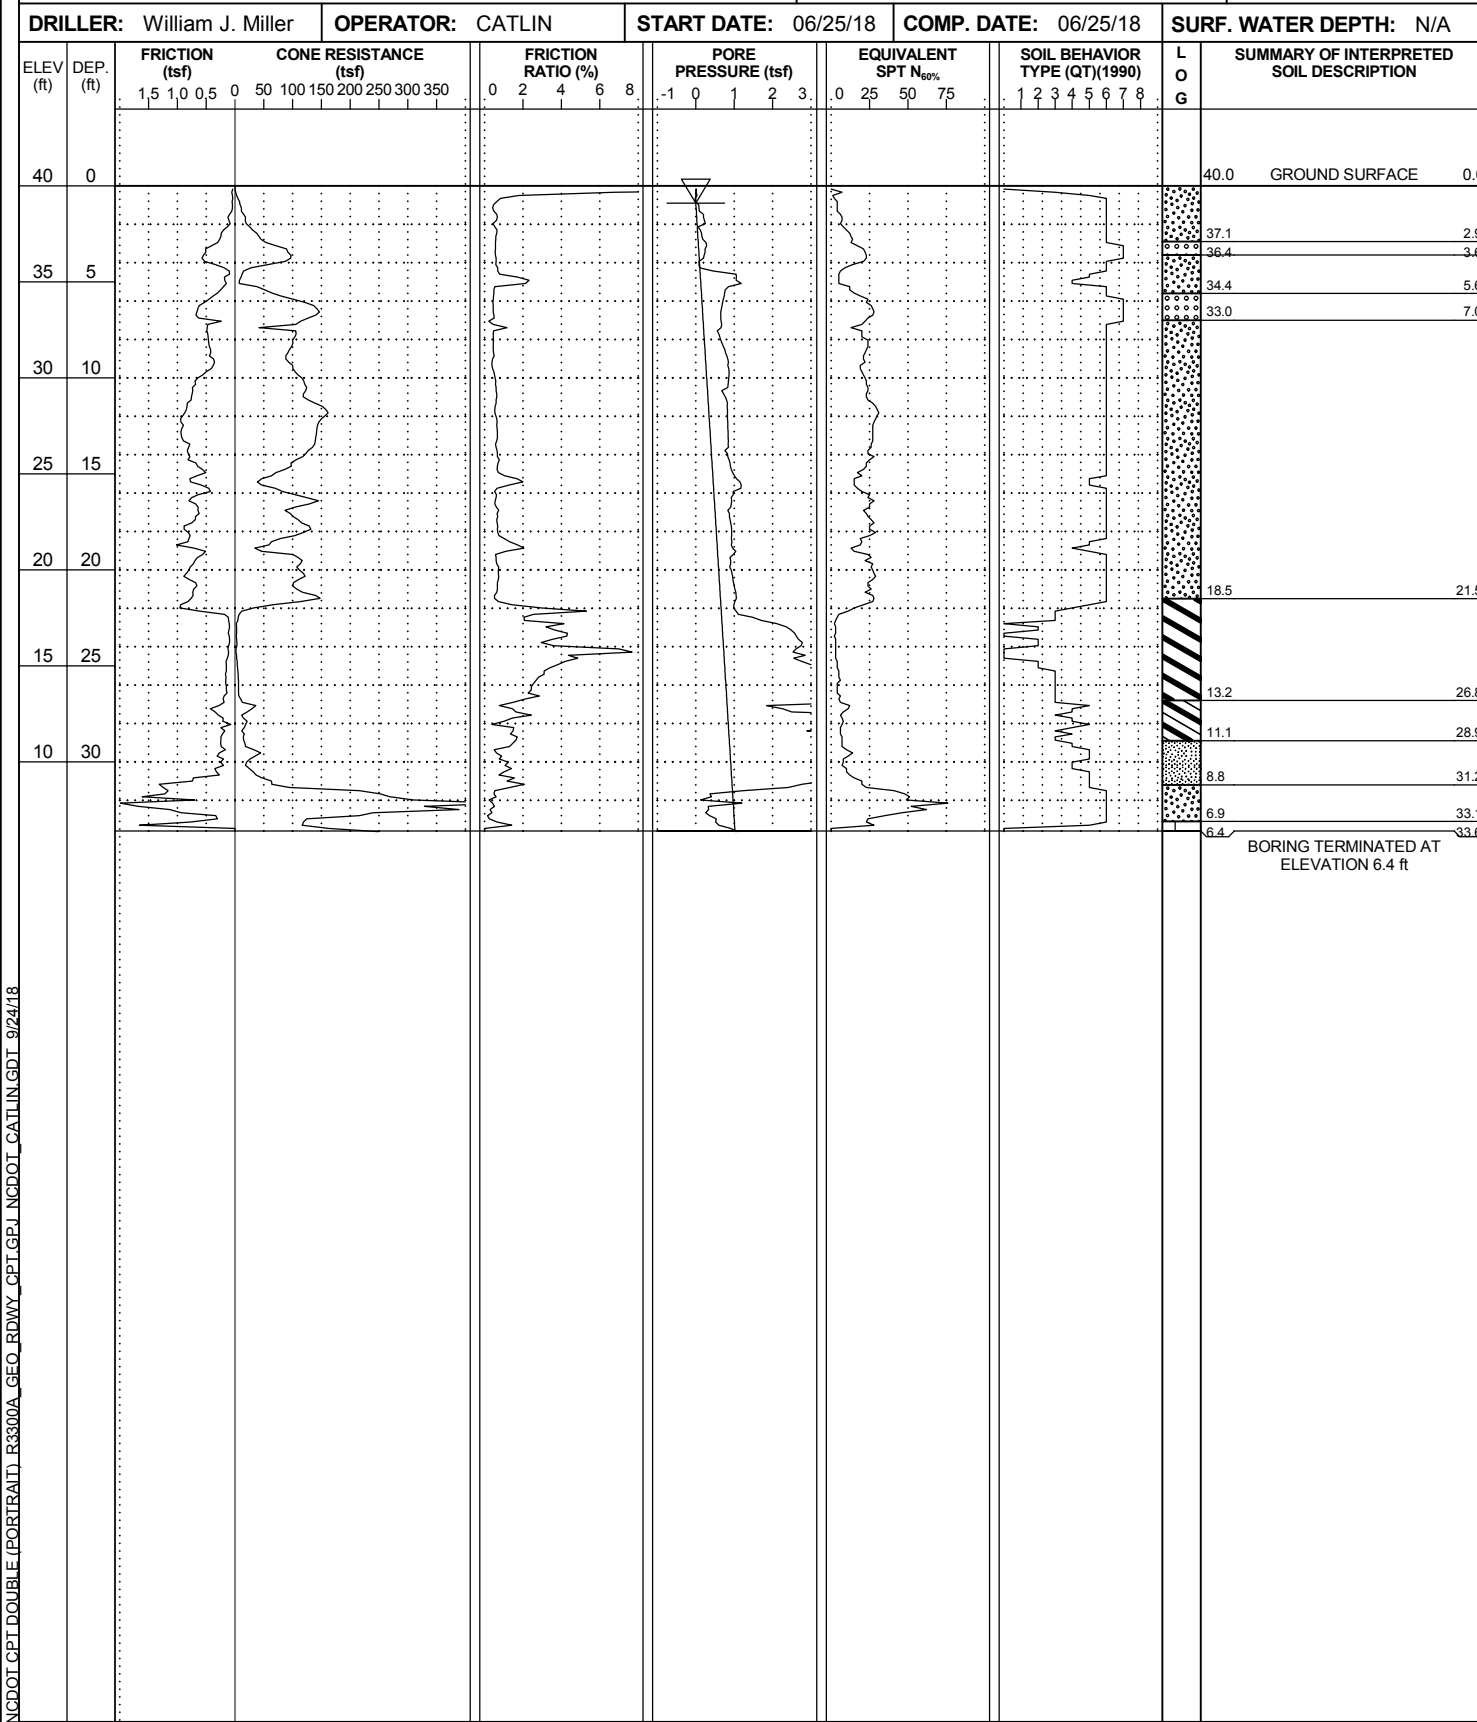 DRILLER: William J. Miller OPERATOR: CATLIN START DATE: 06/25/18 COMP. DATE: 06/25/18 SURF. WATER DEPTH: N/A
ELEV (ft)
DEP. (ft)
FRICTION (tsf)
1.5 1.0 0.5 0
CONE RESISTANCE (tsf)
50 100 150 200 250 300 350
FRICTION RATIO (%)
0 2 4 6 8
PORE PRESSURE (tsf)
-1 0 1 2 3
EQUIVALENT SPT N60%
0 25 50 75
SOIL BEHAVIOR TYPE (QT)(1990)
1 2 3 4 5 6 7 8
L O G
SUMMARY OF INTERPRETED SOIL DESCRIPTION
40 0
35 5
30 10
25 15
20 20
15 25
10 30
40.0 GROUND SURFACE
37.1
36.4
34.4
33.0
18.5
13.2
11.1
8.8
6.9
6.4
BORING TERMINATED AT
ELEVATION 6.4 ft
NCDOT CPT DOUBLE (PORTRAIT) R3300A_GEO_RDWY_CPT.GPJ NCDOT_CATLIN.GDT 9/24/18